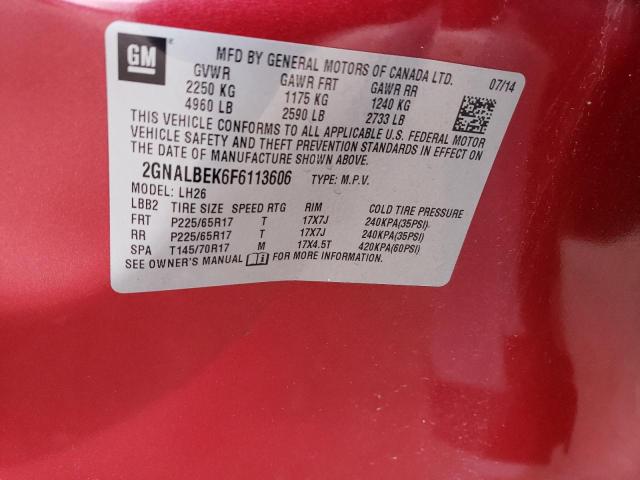 GM
MFD BY GENERAL MOTORS OF CANADA LTD. 07/14
GVWR GAWR FRT GAWR RR
2250 KG 1175 KG 1240 KG
4960 LB 2590 LB 2733 LB
THIS VEHICLE CONFORMS TO ALL APPLICABLE U.S. FEDERAL MOTOR
VEHICLE SAFETY AND THEFT PREVENTION STANDARDS IN EFFECT ON
THE DATE OF MANUFACTURE SHOWN ABOVE.
2GNALBEK6F6113606 TYPE: M.P.V.
MODEL: LH26
LBB2 TIRE SIZE SPEED RTG RIM COLD TIRE PRESSURE
FRT P225/65R17 T 17X7J 240KPA(35PSI)
RR P225/65R17 T 17X7J 240KPA(35PSI)
SPA T145/70R17 M 17X4.5T 420KPA(60PSI)
SEE OWNER'S MANUAL FOR MORE INFORMATION.